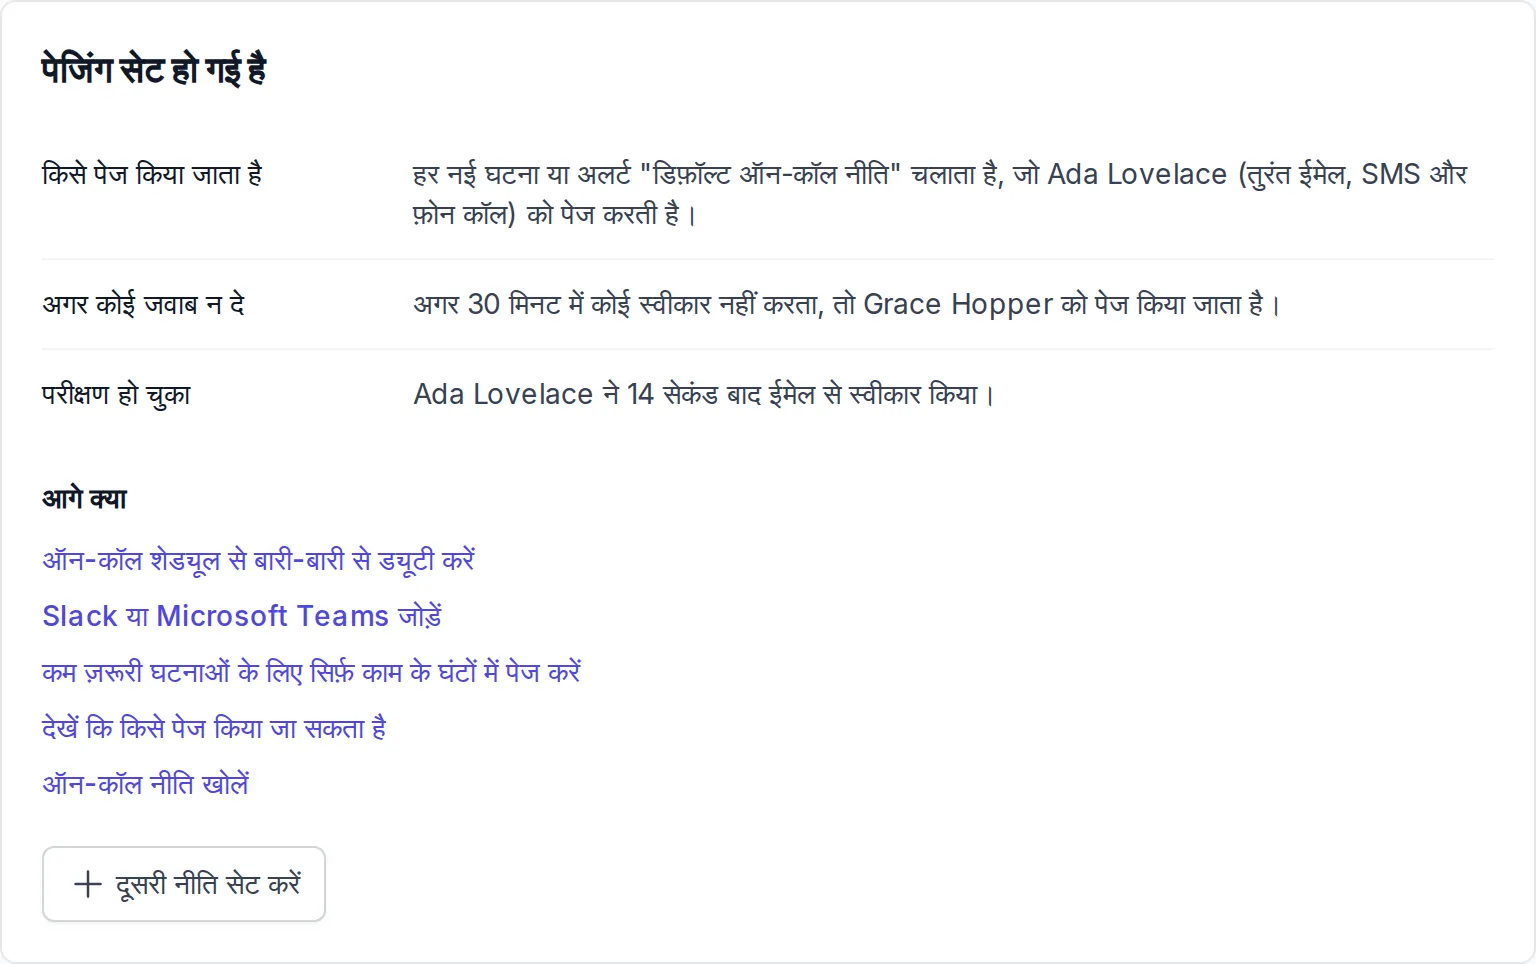 पेजिंग सेट हो गई है
किसे पेज किया जाता है
हर नई घटना या अलर्ट "डिफ़ॉल्ट ऑन-कॉल नीति" चलाता है, जो Ada Lovelace (तुरंत ईमेल, SMS और
फ़ोन कॉल) को पेज करती है।
अगर कोई जवाब न दे
अगर 30 मिनट में कोई स्वीकार नहीं करता, तो Grace Hopper को पेज किया जाता है।
परीक्षण हो चुका
Ada Lovelace ने 14 सेकंड बाद ईमेल से स्वीकार किया।
आगे क्या
ऑन-कॉल शेड्यूल से बारी-बारी से ड्यूटी करें
Slack या Microsoft Teams जोड़ें
कम ज़रूरी घटनाओं के लिए सिर्फ़ काम के घंटों में पेज करें
देखें कि किसे पेज किया जा सकता है
ऑन-कॉल नीति खोलें
दूसरी नीति सेट करें